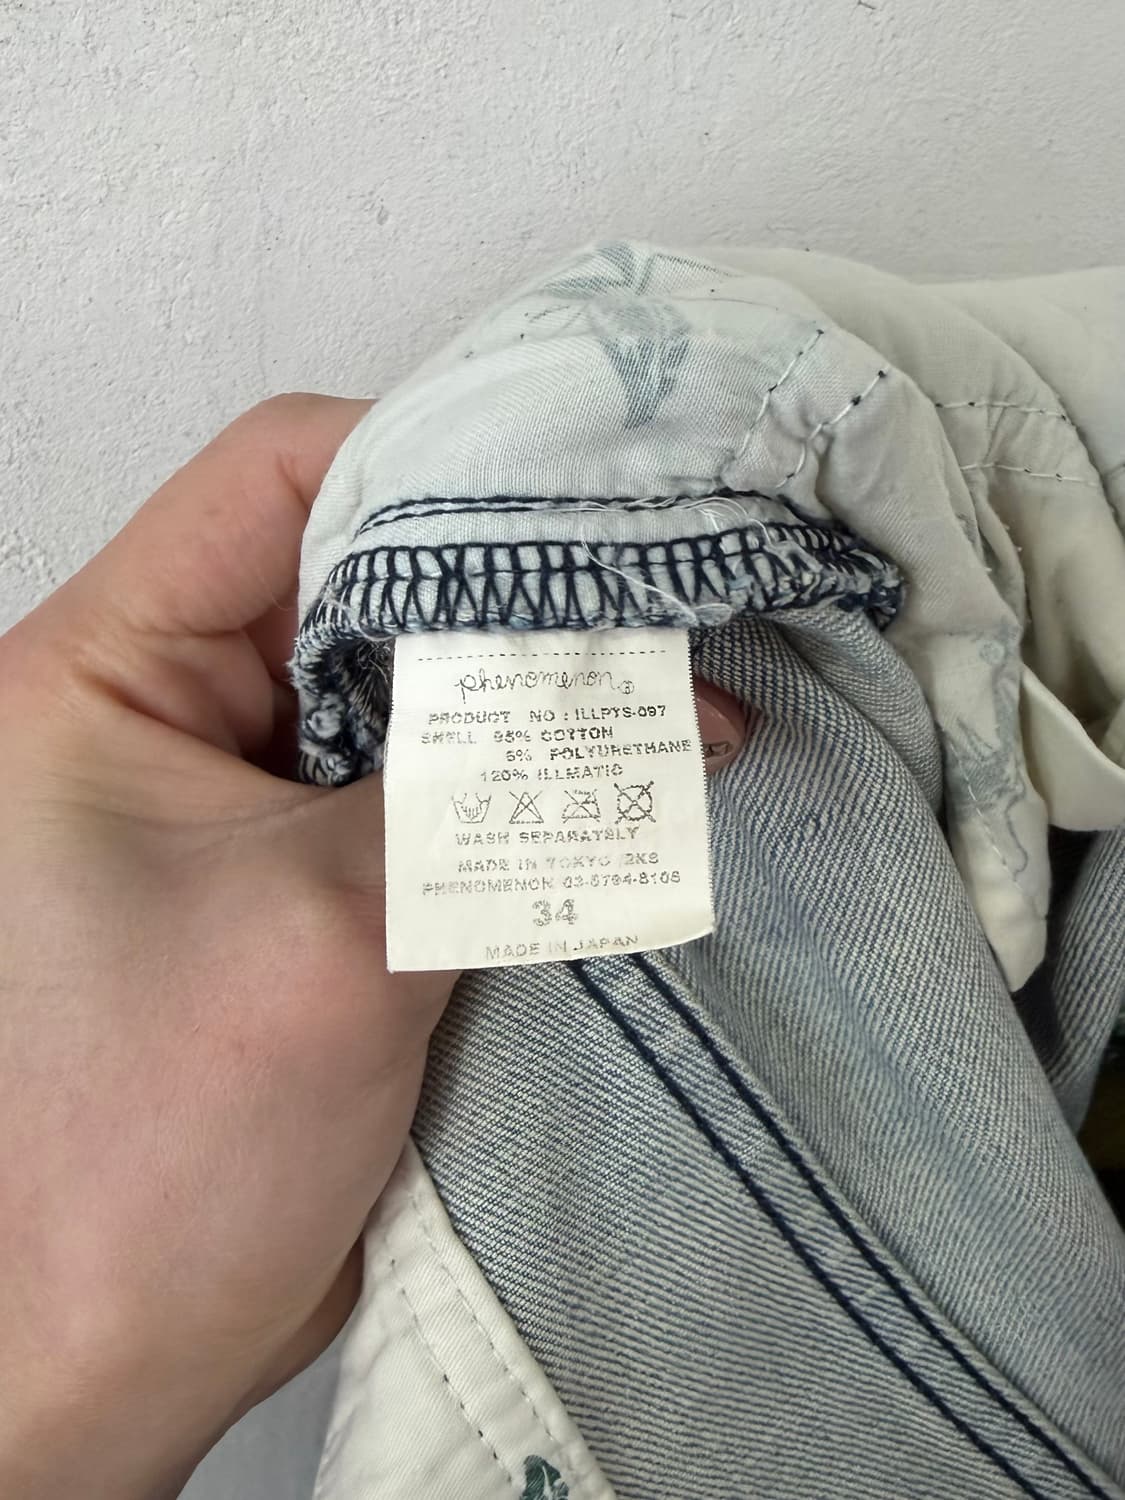 phenomenon®
PRODUCT NO : ILLPTS-097
SHELL 95% COTTON
5% POLYURETHANE
120% ILLMATIC
WASH SEPARATELY
MADE IN TOKYO 2K8
PHENOMENON 03-5794-8108
34
MADE IN JAPAN